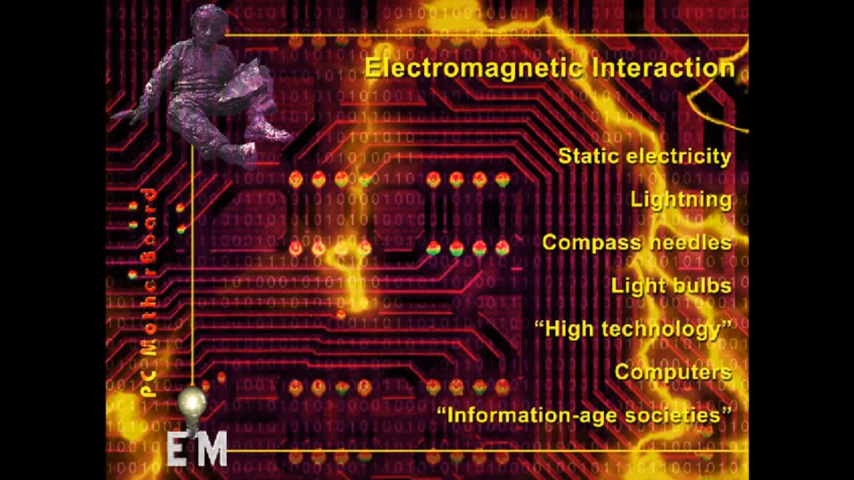 Electromagnetic Interaction
Static electricity
Lightning
Compass needles
Light bulbs
“High technology”
Computers
“Information-age societies”
PC MotherBoard
EM